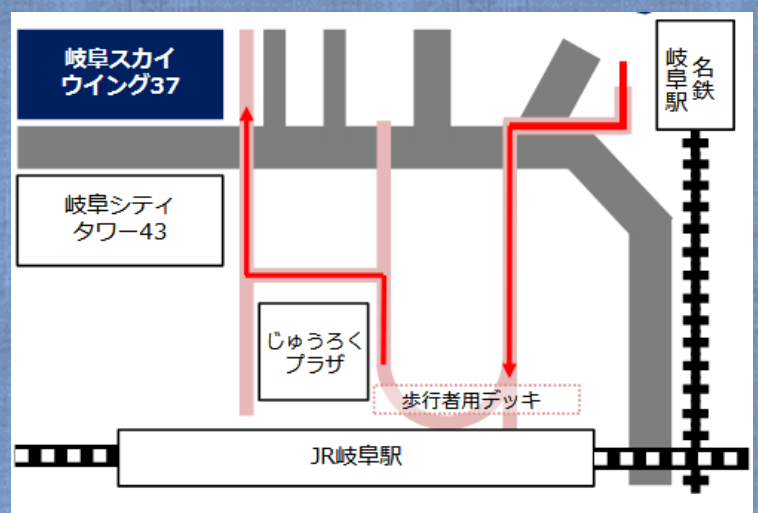 岐阜スカイ
ウイング37
名鉄
岐阜駅
岐阜シティ
タワー43
じゅうろく
プラザ
歩行者用デッキ
JR岐阜駅